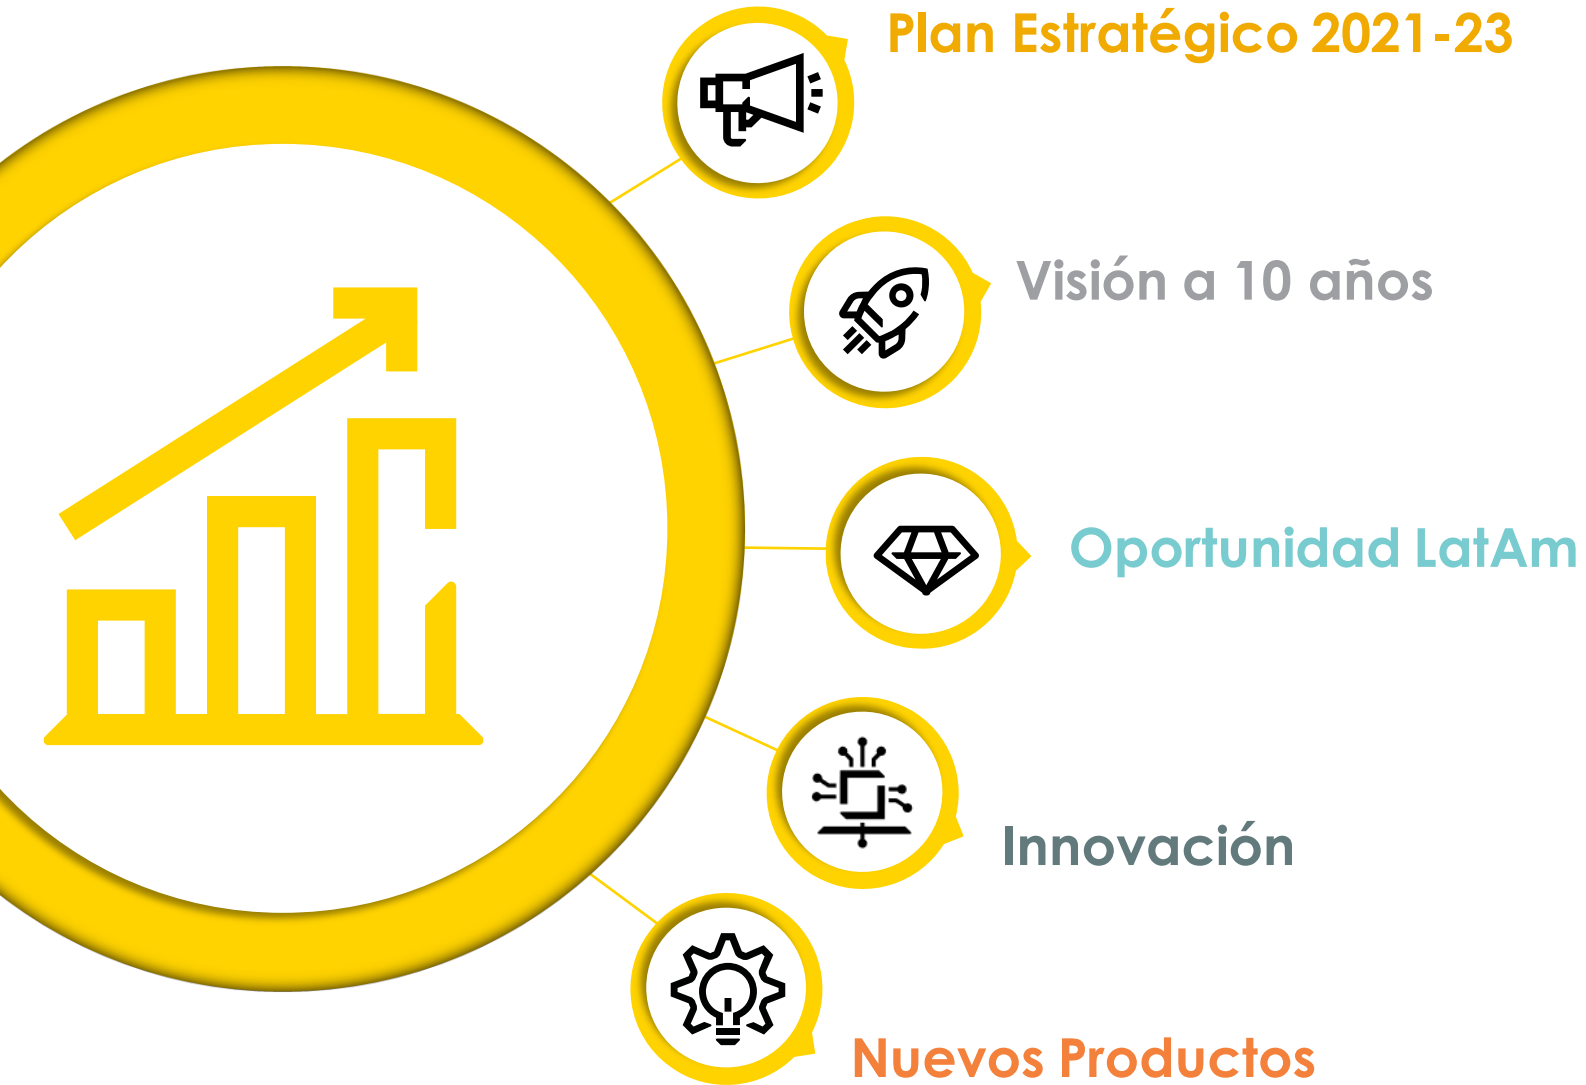 Plan Estratégico 2021-23
Visión a 10 años
Oportunidad LatAm
Innovación
Nuevos Productos